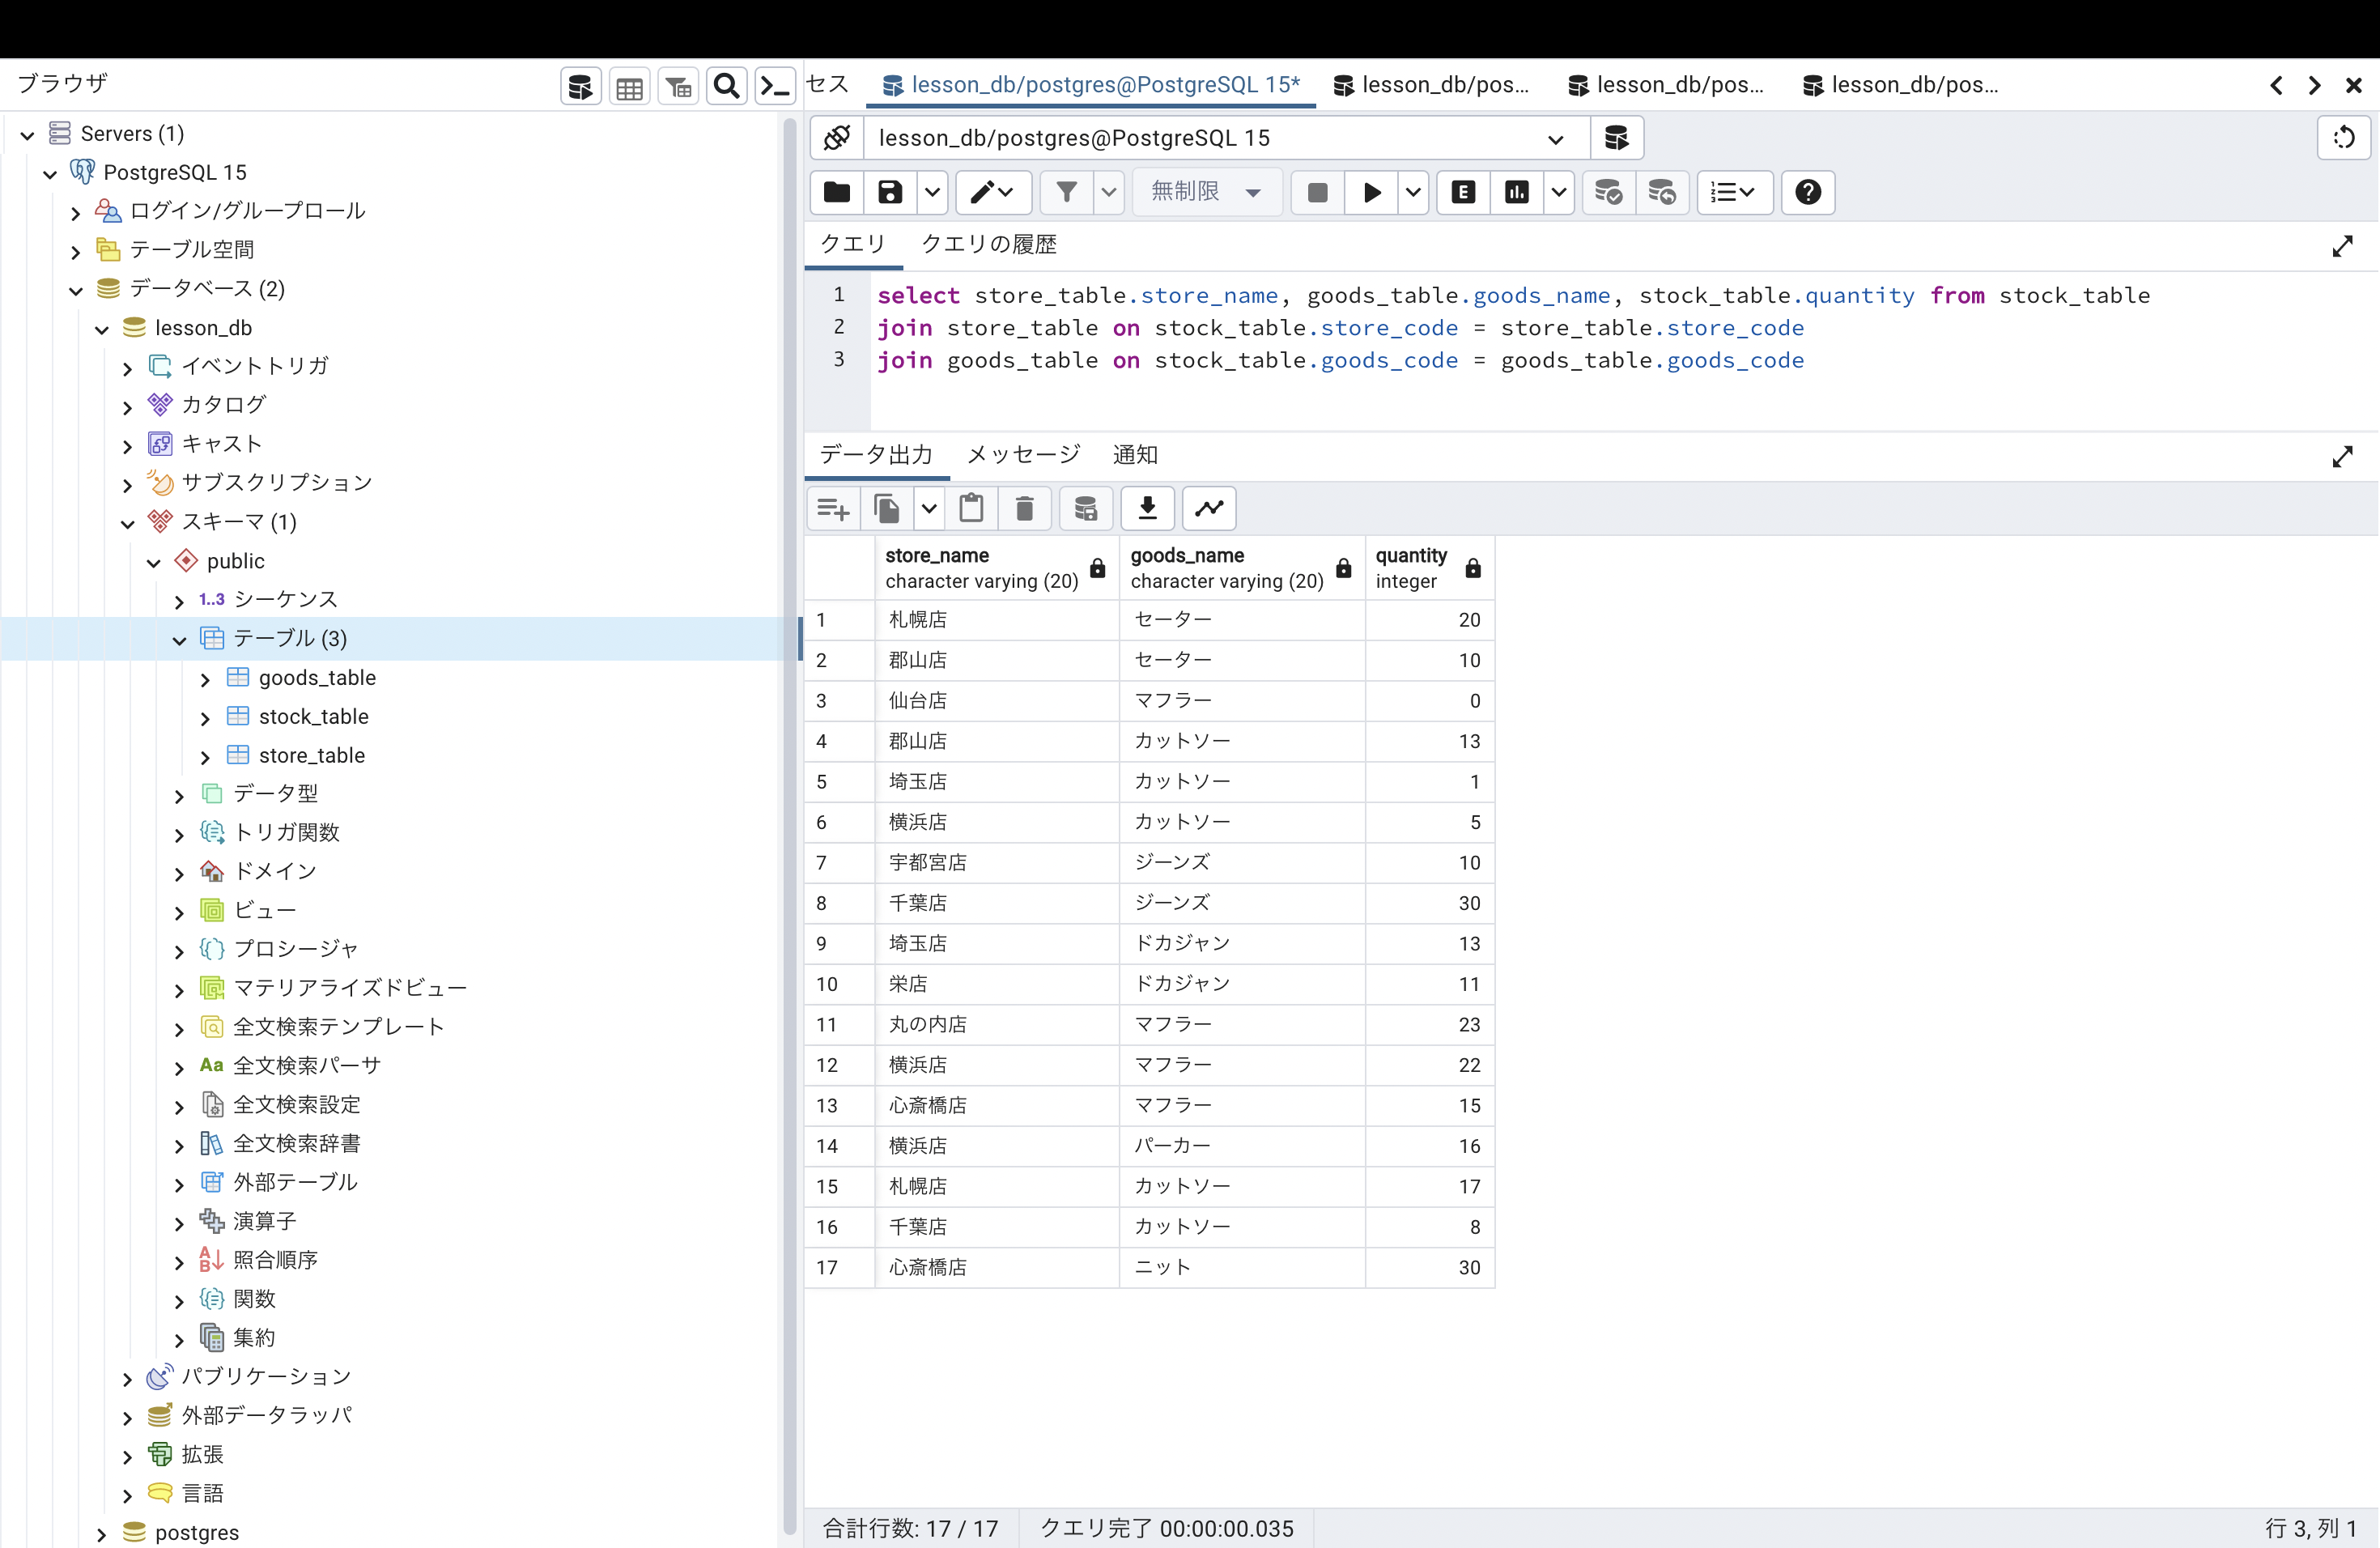 ブラウザ
Servers (1)
PostgreSQL 15
ログイン/グループロール
テーブル空間
データベース (2)
lesson_db
イベントトリガ
カタログ
キャスト
サブスクリプション
スキーマ (1)
public
1..3 シーケンス
テーブル (3)
goods_table
stock_table
store_table
データ型
トリガ関数
ドメイン
ビュー
プロシージャ
マテリアライズドビュー
全文検索テンプレート
Aa 全文検索パーサ
全文検索設定
全文検索辞書
外部テーブル
演算子
照合順序
関数
集約
パブリケーション
外部データラッパ
拡張
言語
postgres
セス lesson_db/postgres@PostgreSQL 15* lesson_db/pos... lesson_db/pos... lesson_db/pos...
lesson_db/postgres@PostgreSQL 15
無制限 E
クエリ クエリの履歴
1 select store_table.store_name, goods_table.goods_name, stock_table.quantity from stock_table
2 join store_table on stock_table.store_code = store_table.store_code
3 join goods_table on stock_table.goods_code = goods_table.goods_code
データ出力 メッセージ 通知
store_name goods_name quantity
character varying (20) character varying (20) integer
1 札幌店 セーター 20
2 郡山店 セーター 10
3 仙台店 マフラー 0
4 郡山店 カットソー 13
5 埼玉店 カットソー 1
6 横浜店 カットソー 5
7 宇都宮店 ジーンズ 10
8 千葉店 ジーンズ 30
9 埼玉店 ドカジャン 13
10 栄店 ドカジャン 11
11 丸の内店 マフラー 23
12 横浜店 マフラー 22
13 心斎橋店 マフラー 15
14 横浜店 パーカー 16
15 札幌店 カットソー 17
16 千葉店 カットソー 8
17 心斎橋店 ニット 30
合計行数: 17 / 17 クエリ完了 00:00:00.035 行 3, 列 1